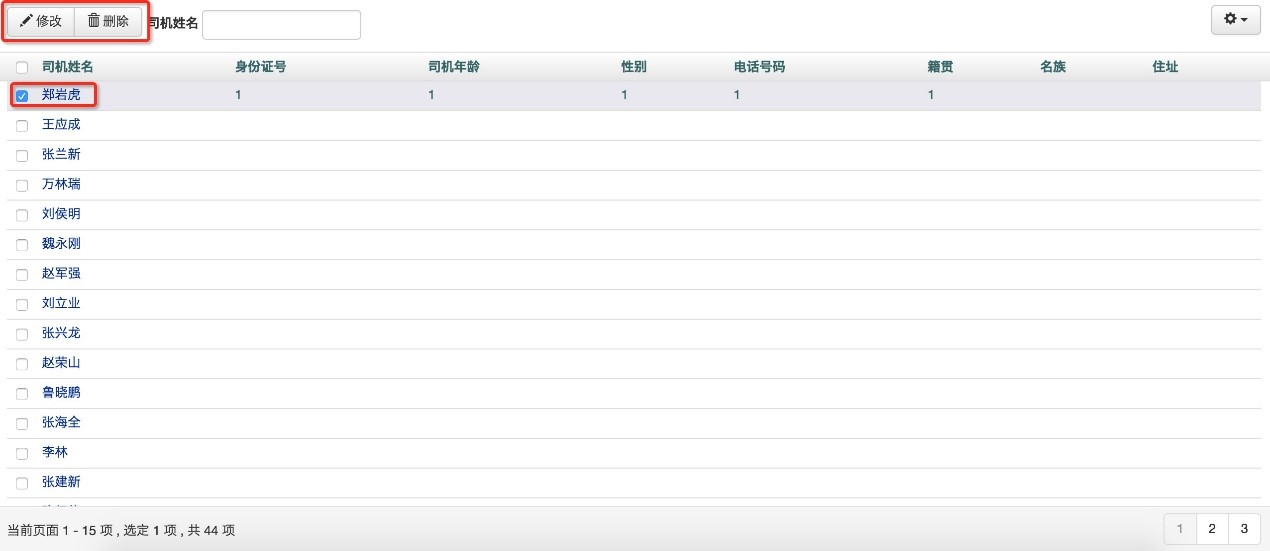 修改 删除 司机姓名
司机姓名 身份证号 司机年龄 性别 电话号码 籍贯 名族 住址
郑岩虎 1 1 1 1 1
王应成
张兰新
万林瑞
刘侯明
魏永刚
赵军强
刘立业
张兴龙
赵荣山
鲁晓鹏
张海全
李林
张建新
当前页面 1 - 15 项 , 选定 1 项 , 共 44 项 1 2 3